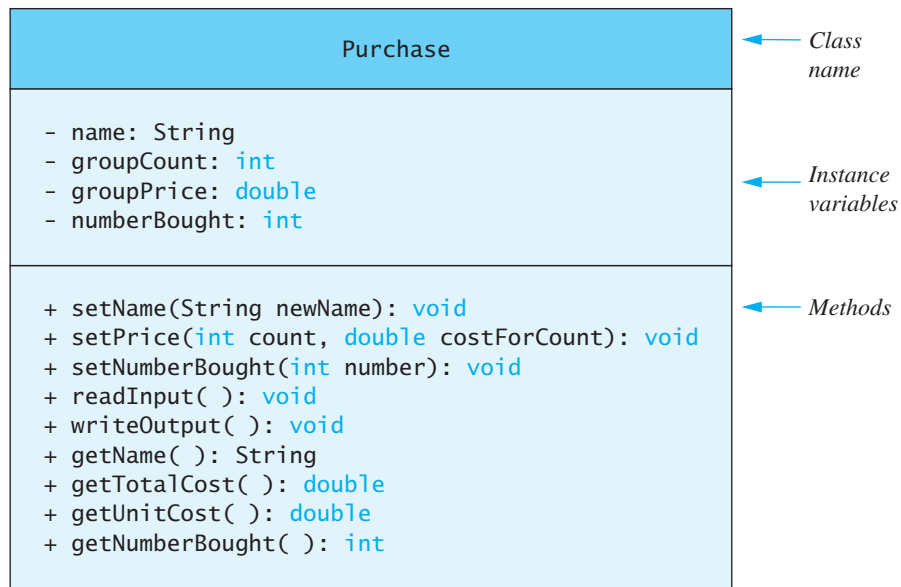 Purchase
Class
name
- name: String
- groupCount: int
- groupPrice: double
- numberBought: int
Instance
variables
+ setName(String newName): void
+ setPrice(int count, double costForCount): void
+ setNumberBought(int number): void
+ readInput( ): void
+ writeOutput( ): void
+ getName( ): String
+ getTotalCost( ): double
+ getUnitCost( ): double
+ getNumberBought( ): int
Methods